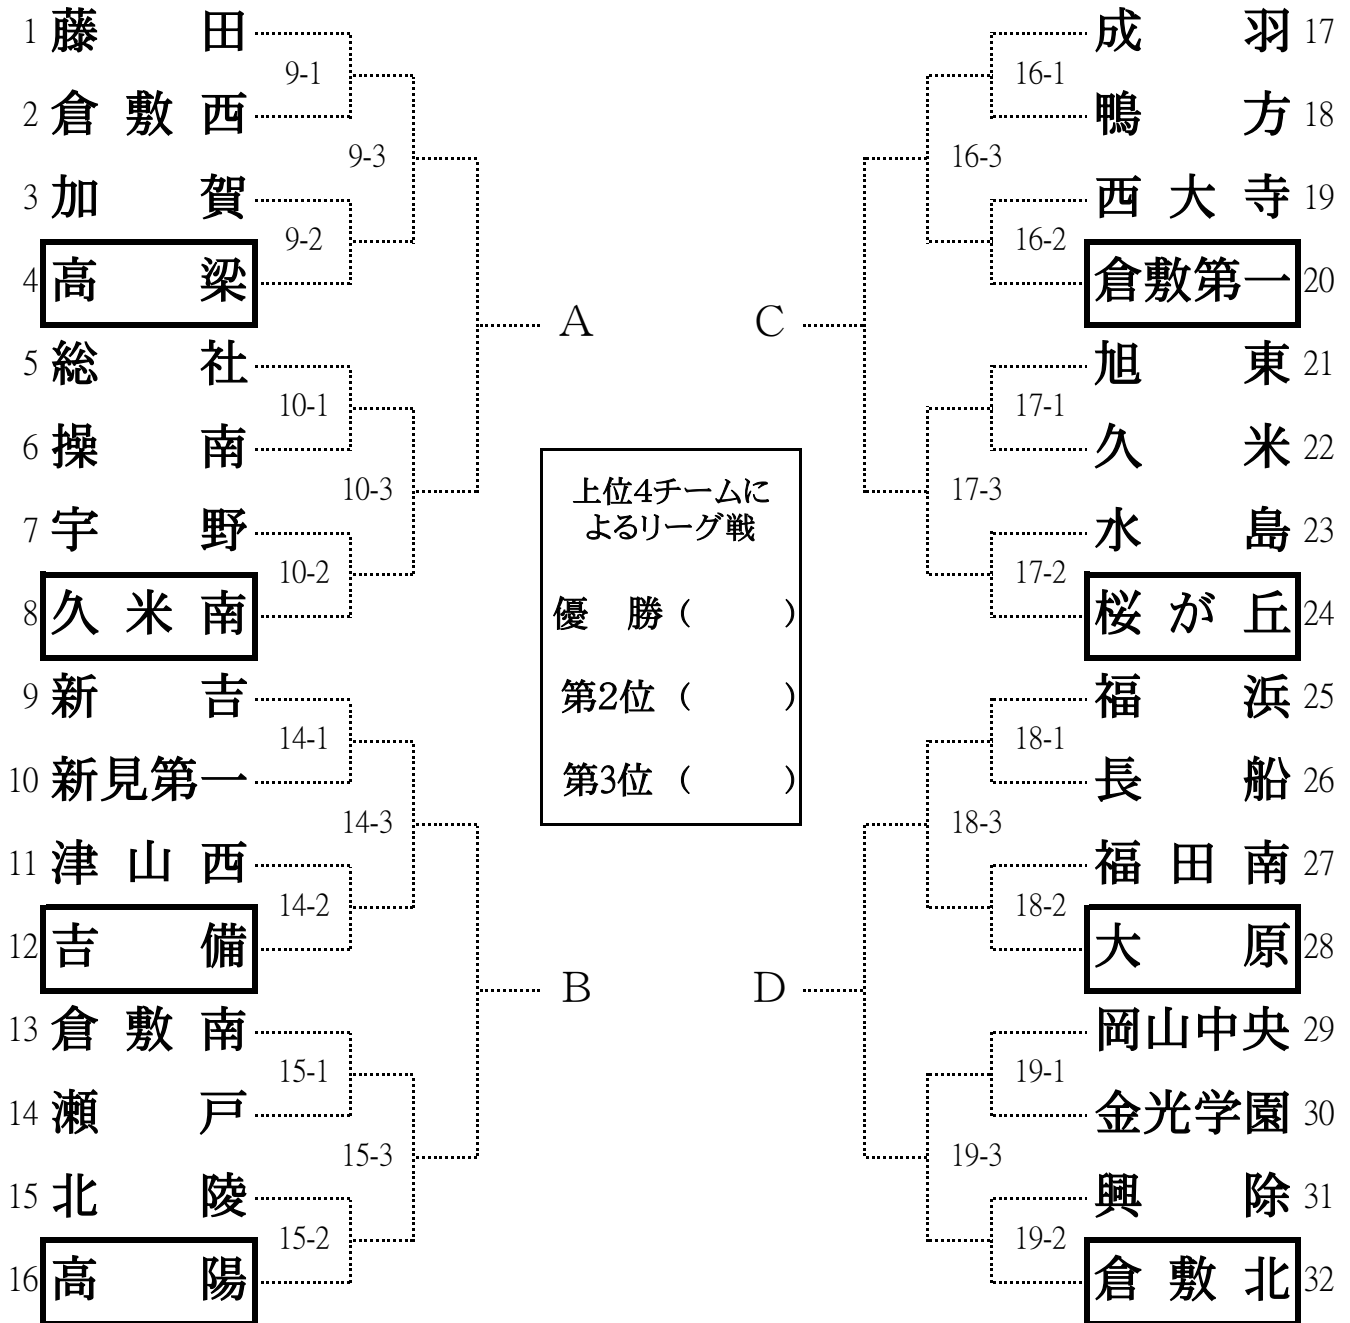 1 藤田
9-1
2 倉敷西
9-3
3 加賀
9-2
4 高梁
A
5 総社
10-1
6 操南
10-3
7 宇野
10-2
8 久米南
9 新吉
14-1
10 新見第一
14-3
11 津山西
14-2
12 吉備
B
13 倉敷南
15-1
14 瀬戸
15-3
15 北陵
15-2
16 高陽
上位4チームに
よるリーグ戦
優勝（　）
第2位（　）
第3位（　）
成羽 17
16-1
鴨方 18
16-3
西大寺 19
16-2
倉敷第一 20
C
旭東 21
17-1
久米 22
17-3
水島 23
17-2
桜が丘 24
福浜 25
18-1
長船 26
18-3
福田南 27
18-2
大原 28
D
岡山中央 29
19-1
金光学園 30
19-3
興除 31
19-2
倉敷北 32